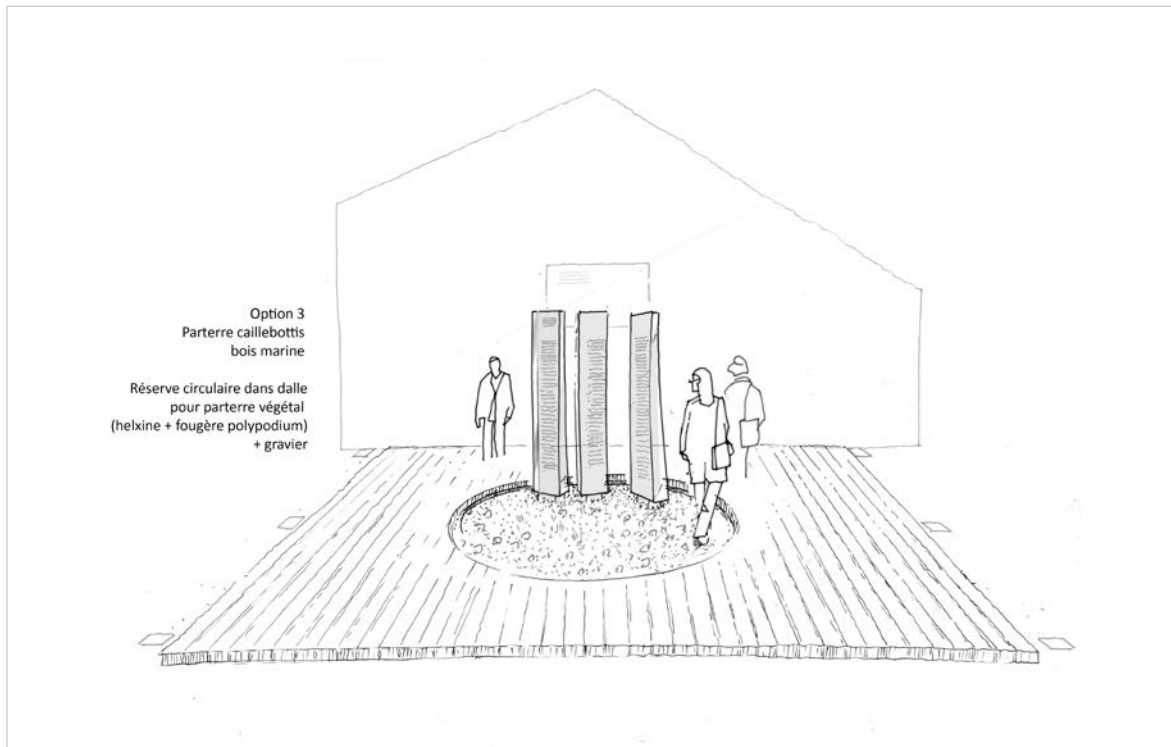 Option 3
Parterre caillebottis
bois marine
Réserve circulaire dans dalle
pour parterre végétal
(helxine + fougère polypodium)
+ gravier